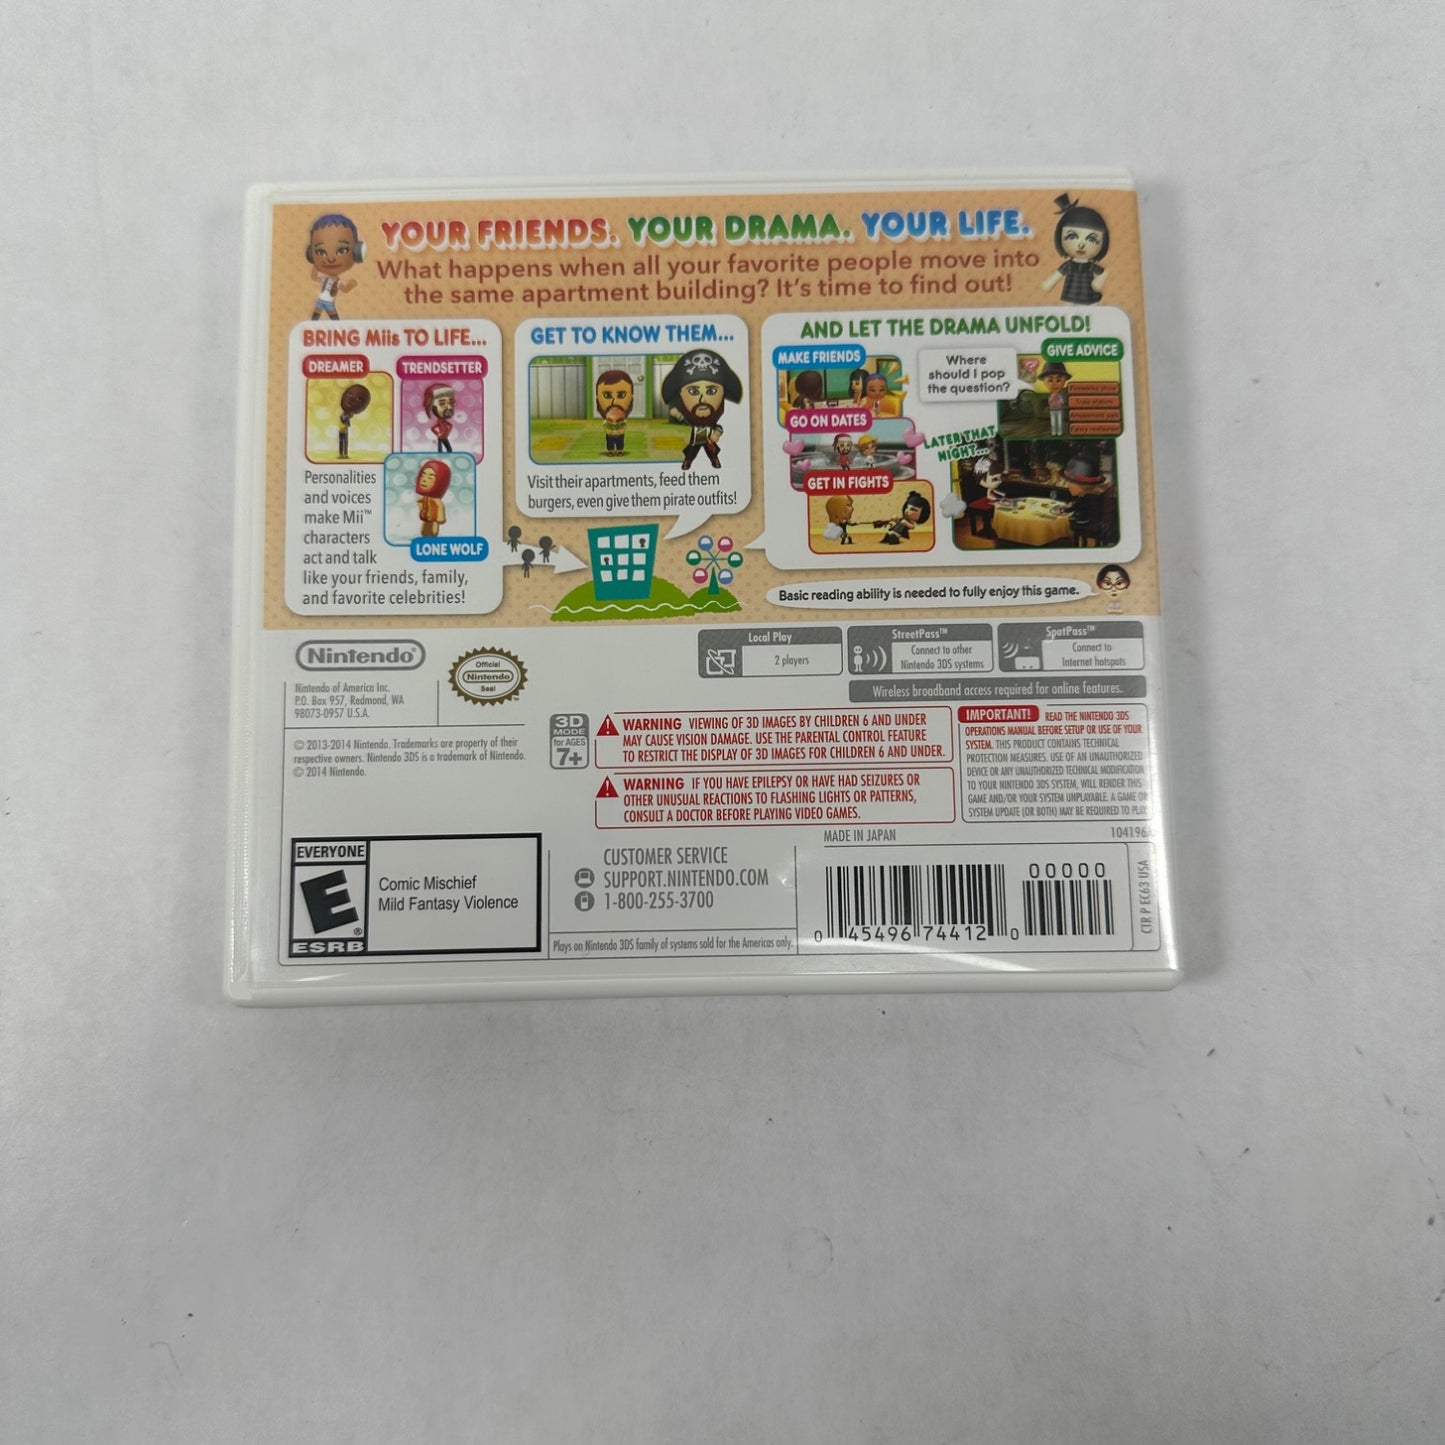 YOUR FRIENDS. YOUR DRAMA. YOUR LIFE.
What happens when all your favorite people move into
the same apartment building? It's time to find out!
BRING Miis TO LIFE...
DREAMER
TRENDSETTER
LONE WOLF
Personalities
and voices
make Mii™
characters
act and talk
like your friends, family,
and favorite celebrities!
GET TO KNOW THEM...
Visit their apartments, feed them
burgers, even give them pirate outfits!
AND LET THE DRAMA UNFOLD!
MAKE FRIENDS
GO ON DATES
GET IN FIGHTS
Where
should I pop
the question?
GIVE ADVICE
Fireworks show
Train station
Amusement park
Fancy restaurant
LATER THAT
NIGHT...
Basic reading ability is needed to fully enjoy this game.
Nintendo®
Official
Nintendo
Seal
Nintendo of America Inc.
P.O. Box 957, Redmond, WA
98073-0957 U.S.A.
© 2013-2014 Nintendo. Trademarks are property of their
respective owners. Nintendo 3DS is a trademark of Nintendo.
© 2014 Nintendo.
Local Play
2 players
StreetPass™
Connect to other
Nintendo 3DS systems
SpotPass™
Connect to
Internet hotspots
Wireless broadband access required for online features.
3D
MODE
for AGES
7+
WARNING VIEWING OF 3D IMAGES BY CHILDREN 6 AND UNDER
MAY CAUSE VISION DAMAGE. USE THE PARENTAL CONTROL FEATURE
TO RESTRICT THE DISPLAY OF 3D IMAGES FOR CHILDREN 6 AND UNDER.
WARNING IF YOU HAVE EPILEPSY OR HAVE HAD SEIZURES OR
OTHER UNUSUAL REACTIONS TO FLASHING LIGHTS OR PATTERNS,
CONSULT A DOCTOR BEFORE PLAYING VIDEO GAMES.
IMPORTANT! READ THE NINTENDO 3DS
OPERATIONS MANUAL BEFORE SETUP OR USE OF YOUR
SYSTEM. THIS PRODUCT CONTAINS TECHNICAL
PROTECTION MEASURES. USE OF AN UNAUTHORIZED
DEVICE OR ANY UNAUTHORIZED TECHNICAL MODIFICATION
TO YOUR NINTENDO 3DS SYSTEM, WILL RENDER THIS
GAME AND/OR YOUR SYSTEM UNPLAYABLE. A GAME OR
SYSTEM UPDATE (OR BOTH) MAY BE REQUIRED TO PLAY.
MADE IN JAPAN
104196A
EVERYONE
E
®
ESRB
Comic Mischief
Mild Fantasy Violence
CUSTOMER SERVICE
SUPPORT.NINTENDO.COM
1-800-255-3700
Plays on Nintendo 3DS family of systems sold for the Americas only.
00000
0 45496 74412 0
CTR P EC63 USA